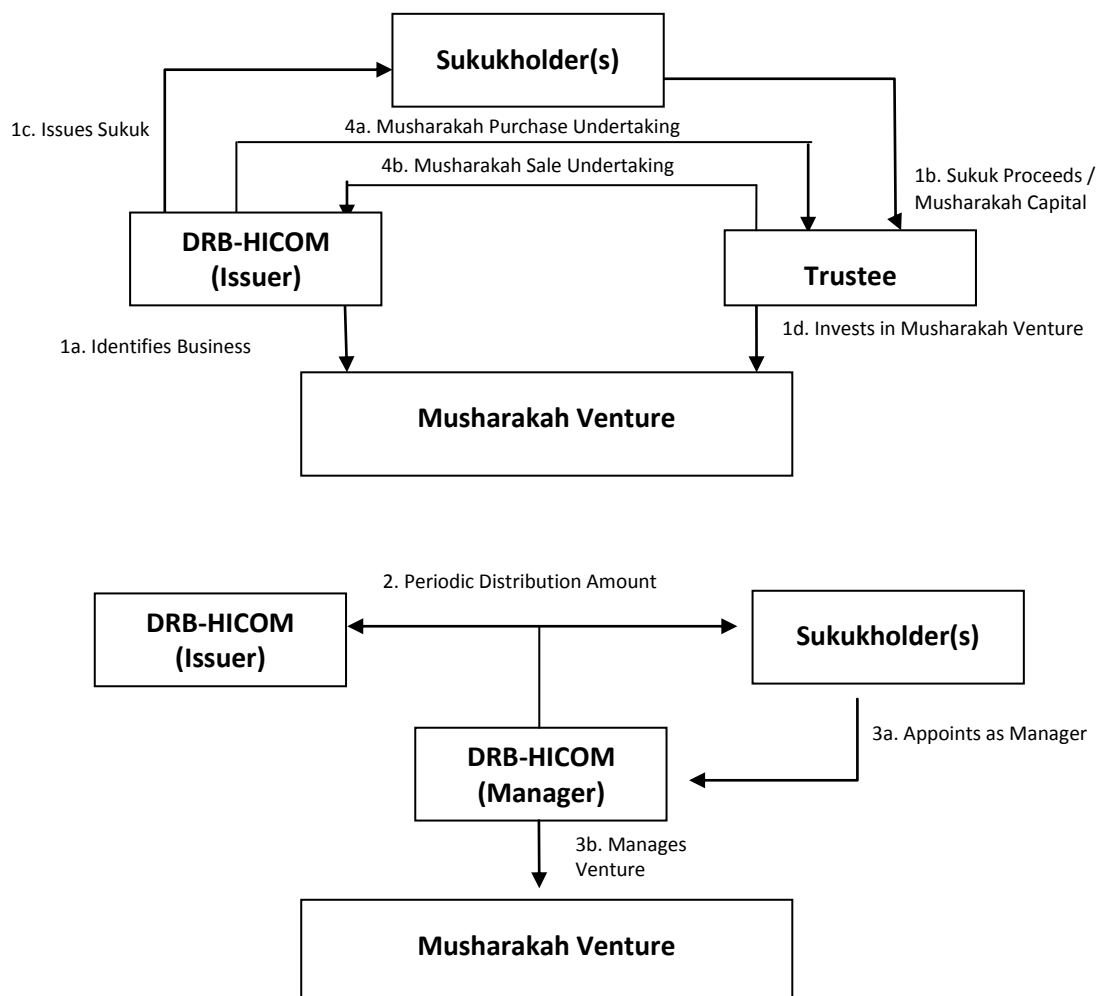 Sukukholder(s)
1c. Issues Sukuk
4a. Musharakah Purchase Undertaking
4b. Musharakah Sale Undertaking
1b. Sukuk Proceeds /
Musharakah Capital
DRB-HICOM
(Issuer)
Trustee
1a. Identifies Business
1d. Invests in Musharakah Venture
Musharakah Venture
2. Periodic Distribution Amount
DRB-HICOM
(Issuer)
Sukukholder(s)
3a. Appoints as Manager
DRB-HICOM
(Manager)
3b. Manages
Venture
Musharakah Venture